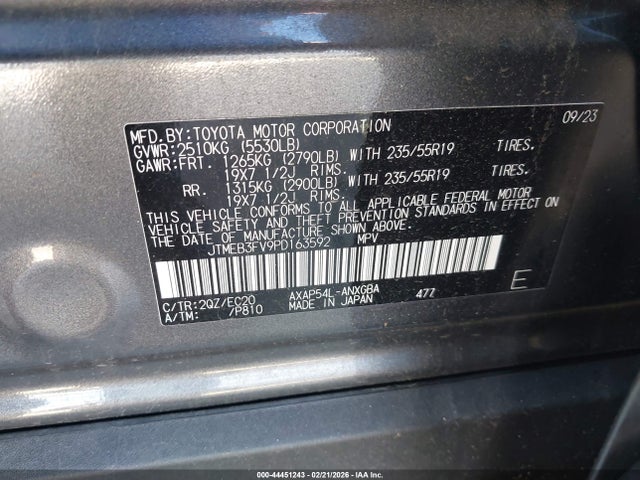 MFD.BY:TOYOTA MOTOR CORPORATION 09/23
GVWR:2510KG (5530LB)
GAWR:FRT. 1265KG (2790LB) WITH 235/55R19 TIRES.
19X7 1/2J RIMS.
RR. 1315KG (2900LB) WITH 235/55R19 TIRES.
19X7 1/2J RIMS.
THIS VEHICLE CONFORMS TO ALL APPLICABLE FEDERAL MOTOR
VEHICLE SAFETY AND THEFT PREVENTION STANDARDS IN EFFECT
ON THE DATE OF MANUFACTURE SHOWN ABOVE.
JTMEB3FV9PD163592 MPV
C/TR:2QZ/EC20 AXAP54L-ANXGBA 477 E
A/TM: /P810 MADE IN JAPAN
000-44451243 - 02/21/2026 - IAAI.COM